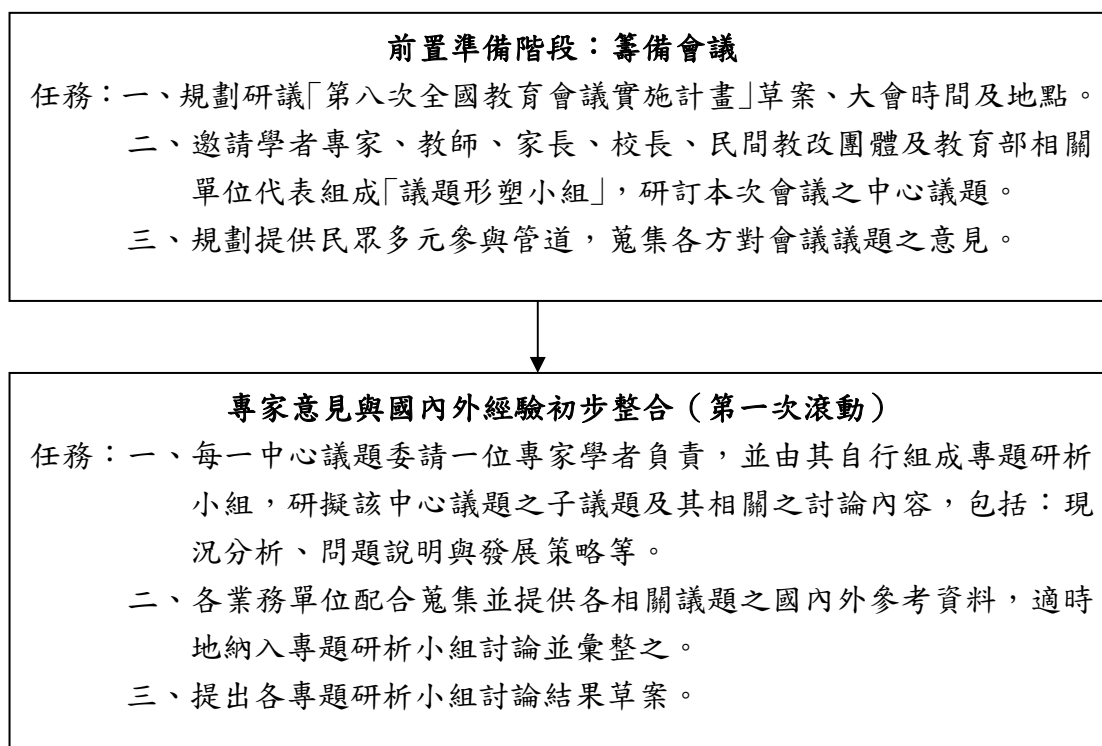 前置準備階段：籌備會議
任務：一、規劃研議「第八次全國教育會議實施計畫」草案、大會時間及地點。
二、邀請學者專家、教師、家長、校長、民間教改團體及教育部相關
單位代表組成「議題形塑小組」，研訂本次會議之中心議題。
三、規劃提供民眾多元參與管道，蒐集各方對會議議題之意見。
專家意見與國內外經驗初步整合（第一次滾動）
任務：一、每一中心議題委請一位專家學者負責，並由其自行組成專題研析
小組，研擬該中心議題之子議題及其相關之討論內容，包括：現
況分析、問題說明與發展策略等。
二、各業務單位配合蒐集並提供各相關議題之國內外參考資料，適時
地納入專題研析小組討論並彙整之。
三、提出各專題研析小組討論結果草案。